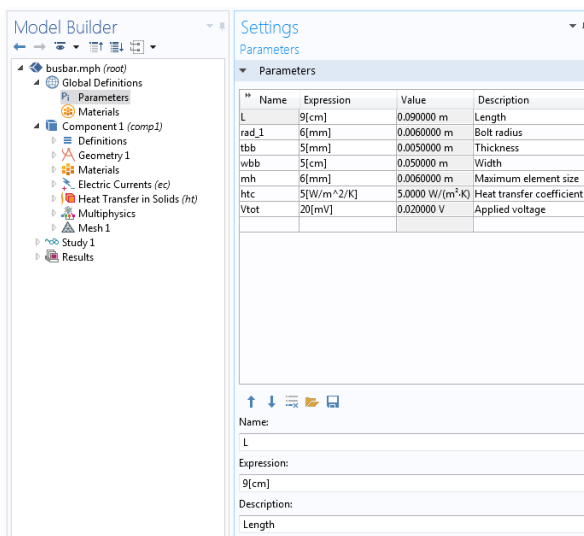 Model Builder
busbar.mph (root)
Global Definitions
Pi Parameters
Materials
Component 1 (comp1)
Definitions
Geometry 1
Materials
Electric Currents (ec)
Heat Transfer in Solids (ht)
Multiphysics
Mesh 1
Study 1
Results
Settings
Parameters
Parameters
Name Expression Value Description
L 9[cm] 0.090000 m Length
rad_1 6[mm] 0.0060000 m Bolt radius
tbb 5[mm] 0.0050000 m Thickness
wbb 5[cm] 0.050000 m Width
mh 6[mm] 0.0060000 m Maximum element size
htc 5[W/m^2/K] 5.0000 W/(m²·K) Heat transfer coefficient
Vtot 20[mV] 0.020000 V Applied voltage
Name:
L
Expression:
9[cm]
Description:
Length